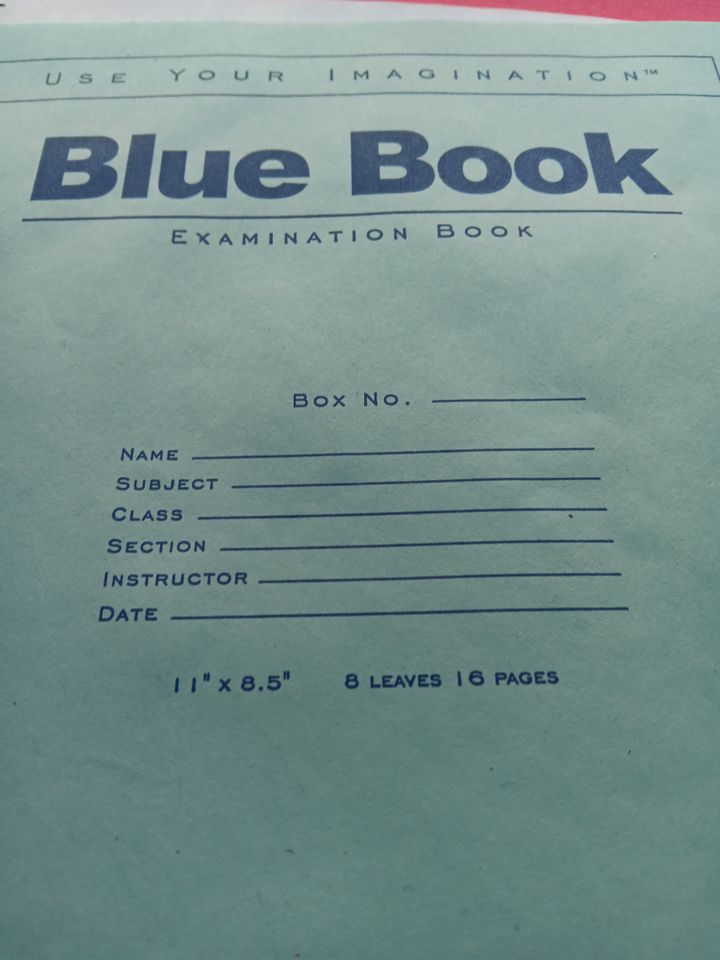 Use Your Imagination™
Blue Book
Examination Book
Box No.
Name
Subject
Class
Section
Instructor
Date
11" x 8.5" 8 leaves 16 pages